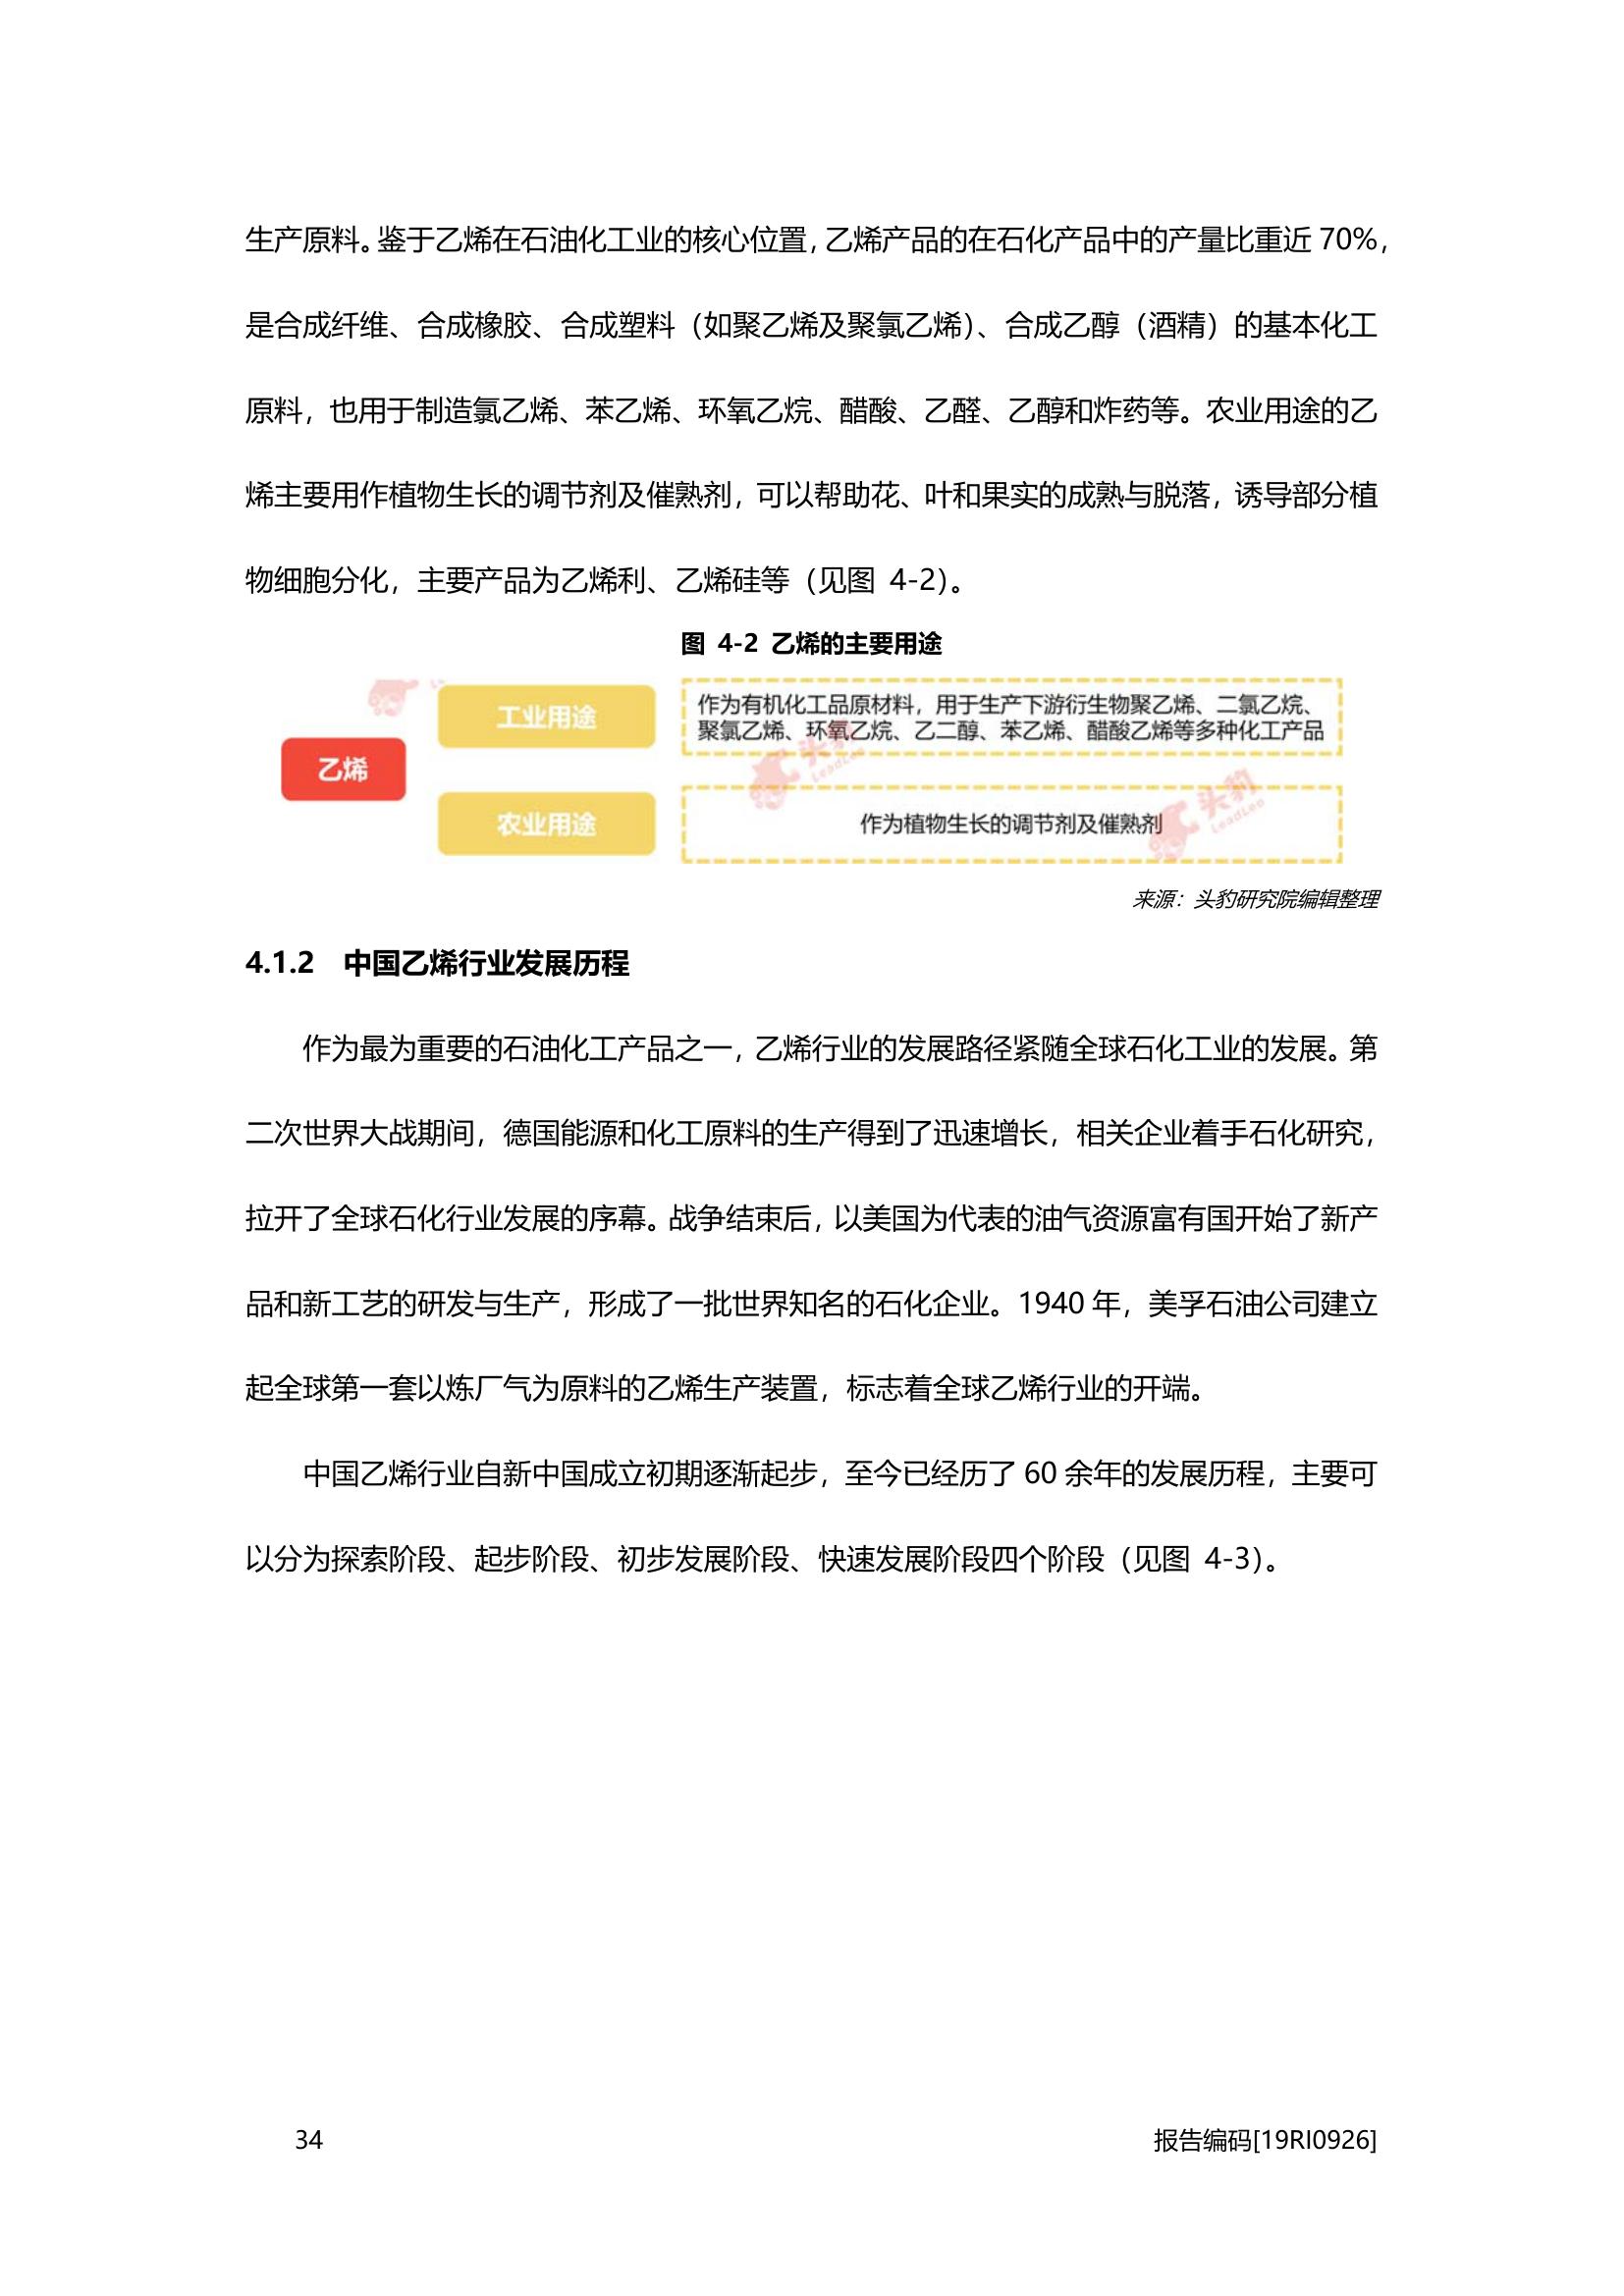 生产原料。鉴于乙烯在石油化工业的核心位置，乙烯产品的在石化产品中的产量比重近 70%，
是合成纤维、合成橡胶、合成塑料（如聚乙烯及聚氯乙烯）、合成乙醇（酒精）的基本化工
原料，也用于制造氯乙烯、苯乙烯、环氧乙烷、醋酸、乙醛、乙醇和炸药等。农业用途的乙
烯主要用作植物生长的调节剂及催熟剂，可以帮助花、叶和果实的成熟与脱落，诱导部分植
物细胞分化，主要产品为乙烯利、乙烯硅等（见图 4-2）。
图 4-2 乙烯的主要用途
乙烯
工业用途
作为有机化工品原材料，用于生产下游衍生物聚乙烯、二氯乙烷、
聚氯乙烯、环氧乙烷、乙二醇、苯乙烯、醋酸乙烯等多种化工产品
农业用途
作为植物生长的调节剂及催熟剂
头豹
LeadLeo
头豹
LeadLeo
来源：头豹研究院编辑整理
4.1.2 中国乙烯行业发展历程
作为最为重要的石油化工产品之一，乙烯行业的发展路径紧随全球石化工业的发展。第
二次世界大战期间，德国能源和化工原料的生产得到了迅速增长，相关企业着手石化研究，
拉开了全球石化行业发展的序幕。战争结束后，以美国为代表的油气资源富有国开始了新产
品和新工艺的研发与生产，形成了一批世界知名的石化企业。1940 年，美孚石油公司建立
起全球第一套以炼厂气为原料的乙烯生产装置，标志着全球乙烯行业的开端。
中国乙烯行业自新中国成立初期逐渐起步，至今已经历了 60 余年的发展历程，主要可
以分为探索阶段、起步阶段、初步发展阶段、快速发展阶段四个阶段（见图 4-3）。
34
报告编码[19RI0926]